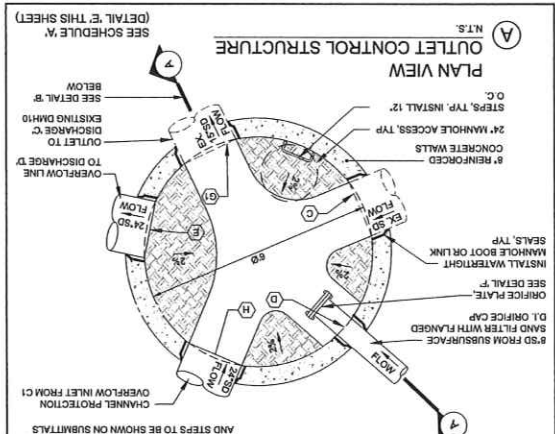 AND STEPS TO BE SHOWN ON SUBMITTALS
A
8"SD FROM SUBSURFACE
SAND FILTER WITH FLANGED
D.I. ORIFICE CAP
ORIFICE PLATE,
SEE DETAIL 'F'
INSTALL WATERTIGHT
MANHOLE BOOT OR LINK
SEALS, TYP
8" REINFORCED
CONCRETE WALLS
24" MANHOLE ACCESS, TYP
STEPS, TYP. INSTALL 12"
O.C.
CHANNEL PROTECTION
OVERFLOW INLET FROM C1
OVERFLOW LINE
TO DISCHARGE 'D'
OUTLET TO
DISCHARGE 'C'
EXISTING DMH10
SEE DETAIL 'B'
BELOW
FLOW
D
H
24"SD
FLOW
2%
2%
C
EX. SD
FLOW
6'Ø
2%
E
24"SD
FLOW
2%
G1
EX.
15"SD
FLOW
A
A
PLAN VIEW
OUTLET CONTROL STRUCTURE
N.T.S.
SEE SCHEDULE 'A'
(DETAIL 'E' THIS SHEET)